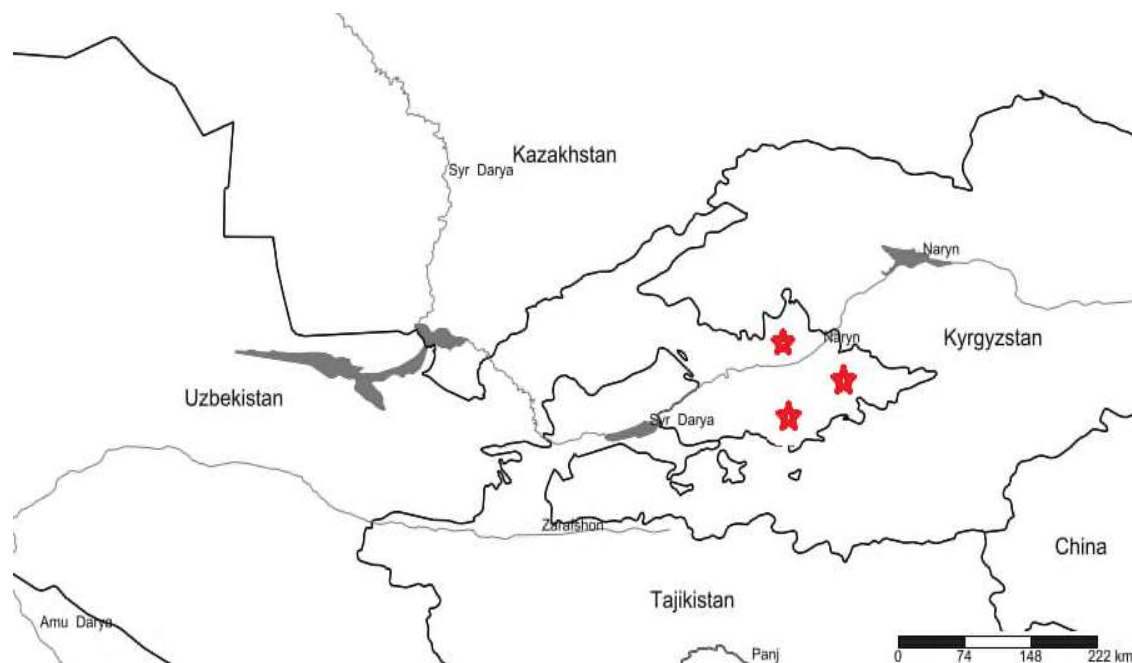 Kazakhstan
Syr Darya
Naryn
Naryn
Kyrgyzstan
Uzbekistan
Syr Darya
Zarafshon
China
Tajikistan
Amu Darya
Panj
0 74 148 222 km